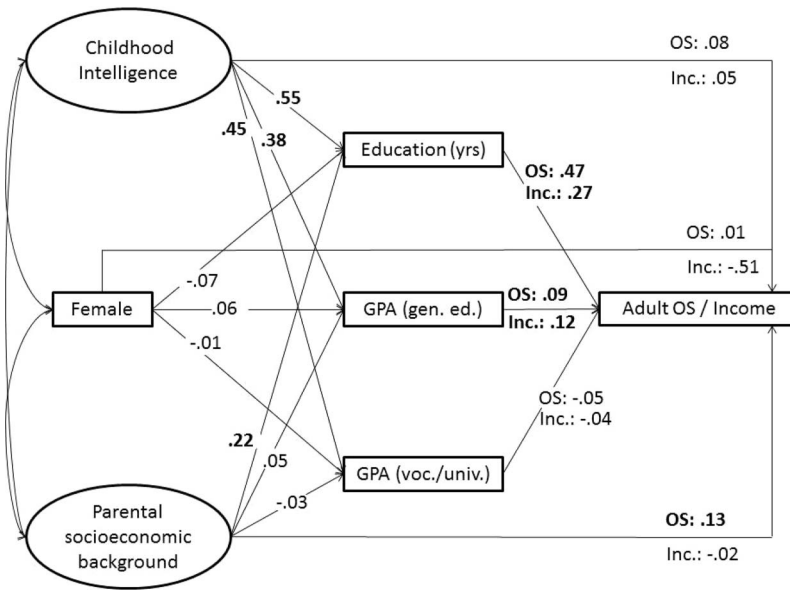 Childhood
Intelligence
OS: .08
Inc.: .05
.55
.45
.38
Education (yrs)
OS: .47
Inc.: .27
OS: .01
Inc.: -.51
-.07
Female
.06
GPA (gen. ed.)
OS: .09
Inc.: .12
Adult OS / Income
-.01
OS: -.05
Inc.: -.04
.22
.05
GPA (voc./univ.)
-.03
Parental
socioeconomic
background
OS: .13
Inc.: -.02